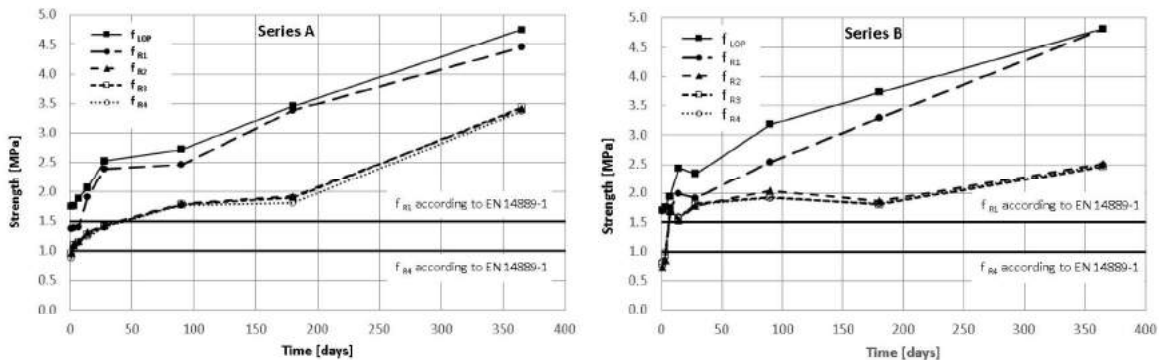 Series A
f LOP
f R1
f R2
f R3
f R4
Strength [MPa]
5.0
4.5
4.0
3.5
3.0
2.5
2.0
1.5
1.0
0.5
0.0
f R1 according to EN 14889-1
f R4 according to EN 14889-1
0 50 100 150 200 250 300 350 400
Time [days]
Series B
f LOP
f R1
f R2
f R3
f R4
Strength [MPa]
5.0
4.5
4.0
3.5
3.0
2.5
2.0
1.5
1.0
0.5
0.0
f R1 according to EN 14889-1
f R4 according to EN 14889-1
0 50 100 150 200 250 300 350 400
Time [days]